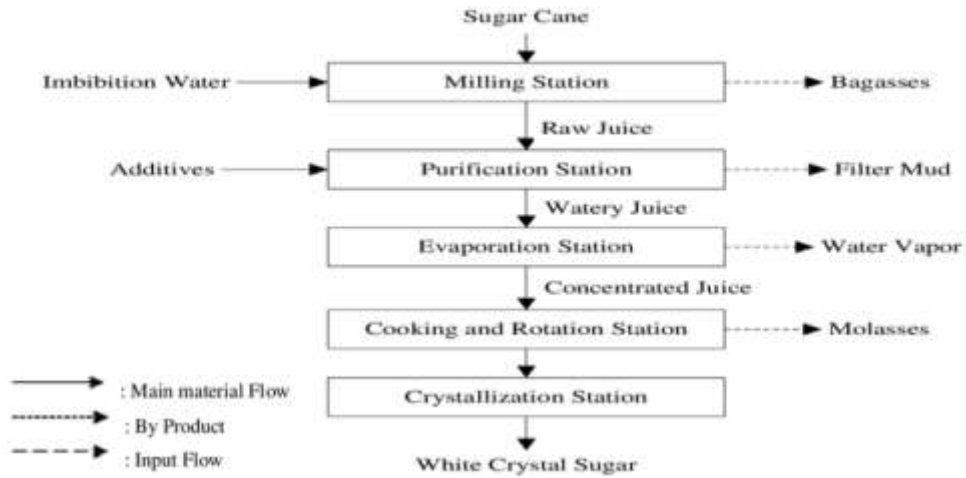 Sugar Cane
Imbibition Water
Milling Station
Bagasses
Raw Juice
Additives
Purification Station
Filter Mud
Watery Juice
Evaporation Station
Water Vapor
Concentrated Juice
Cooking and Rotation Station
Molasses
: Main material Flow
Crystallization Station
: By Product
: Input Flow
White Crystal Sugar